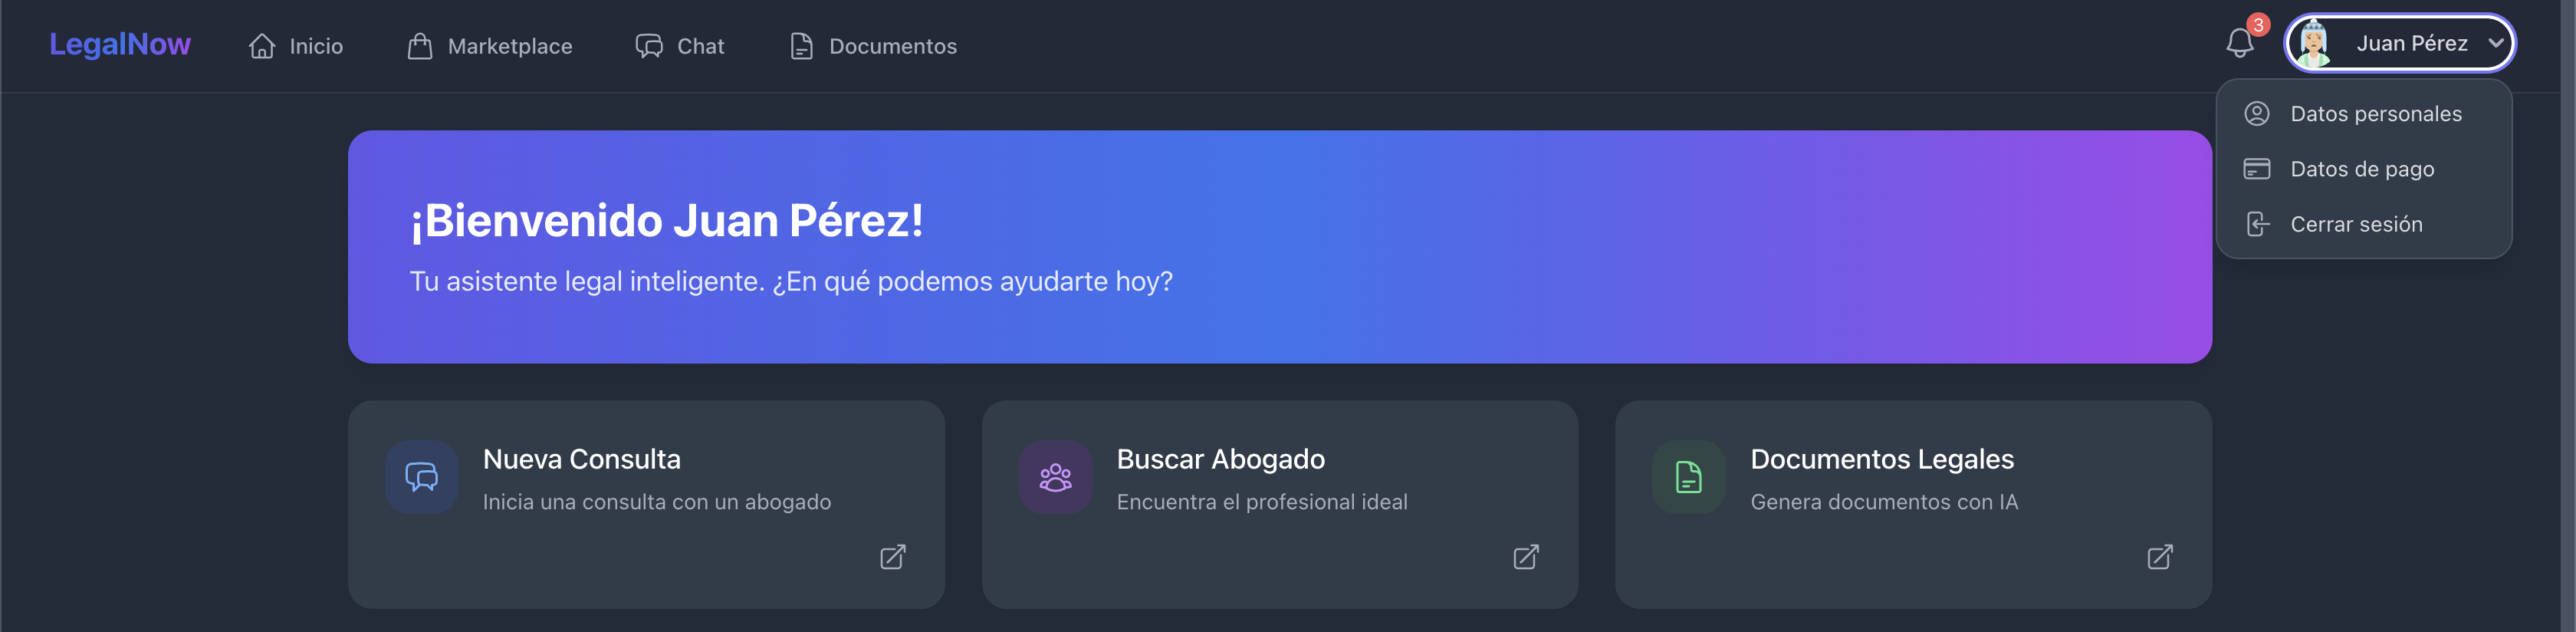 LegalNow
Inicio
Marketplace
Chat
Documentos
3
Juan Pérez
Datos personales
Datos de pago
Cerrar sesión
¡Bienvenido Juan Pérez!
Tu asistente legal inteligente. ¿En qué podemos ayudarte hoy?
Nueva Consulta
Inicia una consulta con un abogado
Buscar Abogado
Encuentra el profesional ideal
Documentos Legales
Genera documentos con IA